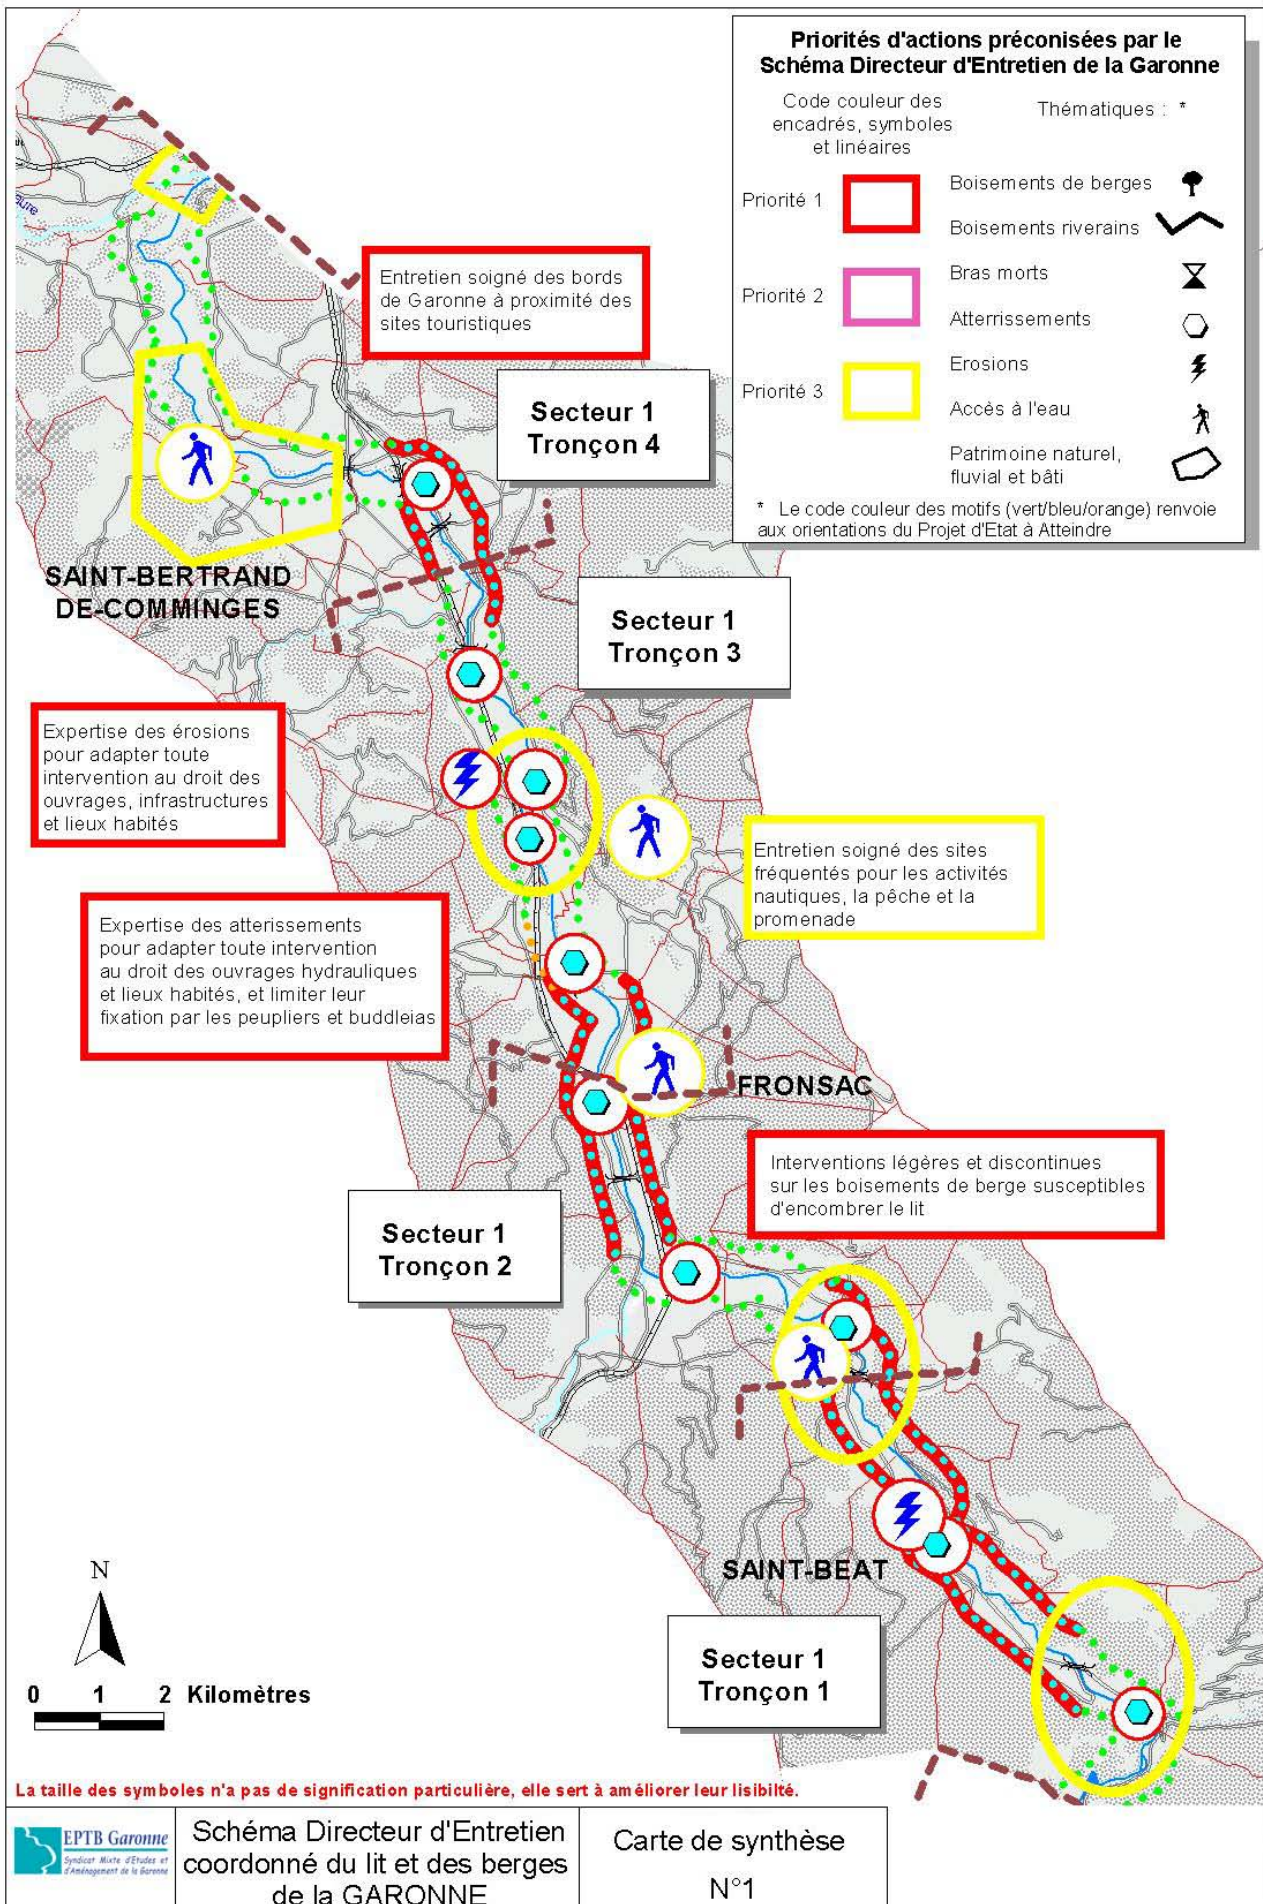 Priorités d'actions préconisées par le
Schéma Directeur d'Entretien de la Garonne
Code couleur des
encadrés, symboles
et linéaires
Thématiques : *
Priorité 1
Priorité 2
Priorité 3
Boisements de berges
Boisements riverains
Bras morts
Atterrissements
Erosions
Accès à l'eau
Patrimoine naturel,
fluvial et bâti
* Le code couleur des motifs (vert/bleu/orange) renvoie
aux orientations du Projet d'Etat à Atteindre
Entretien soigné des bords
de Garonne à proximité des
sites touristiques
Secteur 1
Tronçon 4
SAINT-BERTRAND
DE-COMMINGES
Secteur 1
Tronçon 3
Expertise des érosions
pour adapter toute
intervention au droit des
ouvrages, infrastructures
et lieux habités
Entretien soigné des sites
fréquentés pour les activités
nautiques, la pêche et la
promenade
Expertise des atterissements
pour adapter toute intervention
au droit des ouvrages hydrauliques
et lieux habités, et limiter leur
fixation par les peupliers et buddleias
FRONSAC
Interventions légères et discontinues
sur les boisements de berge susceptibles
d'encombrer le lit
Secteur 1
Tronçon 2
SAINT-BEAT
Secteur 1
Tronçon 1
N
0 1 2 Kilomètres
La taille des symboles n'a pas de signification particulière, elle sert à améliorer leur lisibilté.
EPTB Garonne
Syndicat Mixte d'Etudes et
d'Aménagement de la Garonne
Schéma Directeur d'Entretien
coordonné du lit et des berges
de la GARONNE
Carte de synthèse
N°1